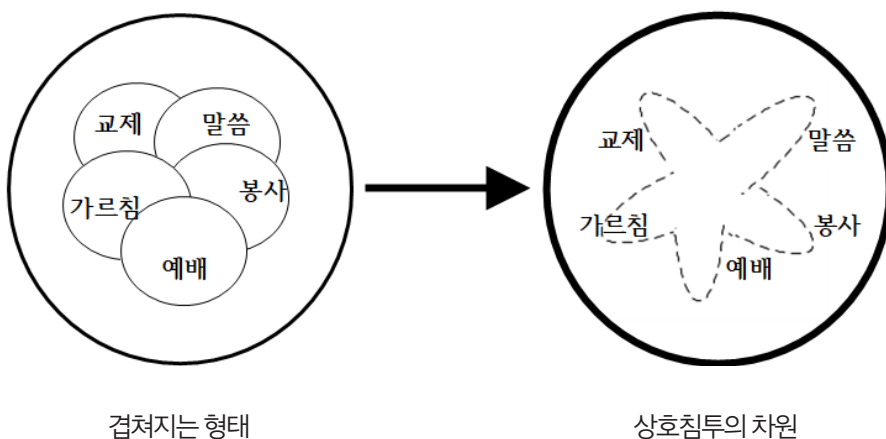 교제
말씀
가르침
봉사
예배
겹쳐지는 형태
교제
말씀
가르침
봉사
예배
상호침투의 차원